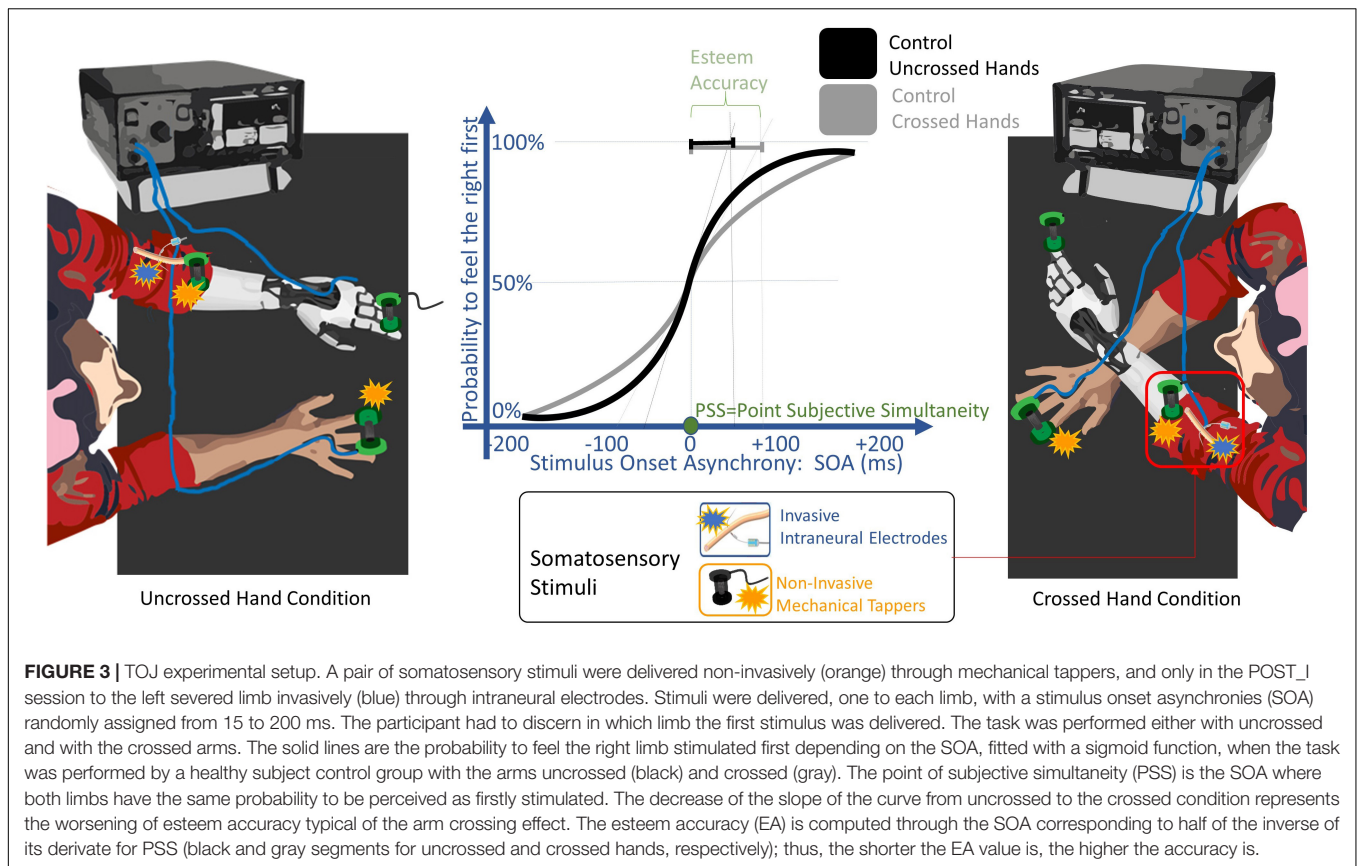 Esteem
Accuracy
Control
Uncrossed Hands
Control
Crossed Hands
Probability to feel the right first
100%
50%
0%
PSS=Point Subjective Simultaneity
-200
-100
0
+100
+200
Stimulus Onset Asynchrony:  SOA (ms)
Somatosensory
Stimuli
Invasive
Intraneural Electrodes
Non-Invasive
Mechanical Tappers
Uncrossed Hand Condition
Crossed Hand Condition
FIGURE 3 | TOJ experimental setup. A pair of somatosensory stimuli were delivered non-invasively (orange) through mechanical tappers, and only in the POST_I
session to the left severed limb invasively (blue) through intraneural electrodes. Stimuli were delivered, one to each limb, with a stimulus onset asynchronies (SOA)
randomly assigned from 15 to 200 ms. The participant had to discern in which limb the first stimulus was delivered. The task was performed either with uncrossed
and with the crossed arms. The solid lines are the probability to feel the right limb stimulated first depending on the SOA, fitted with a sigmoid function, when the task
was performed by a healthy subject control group with the arms uncrossed (black) and crossed (gray). The point of subjective simultaneity (PSS) is the SOA where
both limbs have the same probability to be perceived as firstly stimulated. The decrease of the slope of the curve from uncrossed to the crossed condition represents
the worsening of esteem accuracy typical of the arm crossing effect. The esteem accuracy (EA) is computed through the SOA corresponding to half of the inverse of
its derivate for PSS (black and gray segments for uncrossed and crossed hands, respectively); thus, the shorter the EA value is, the higher the accuracy is.